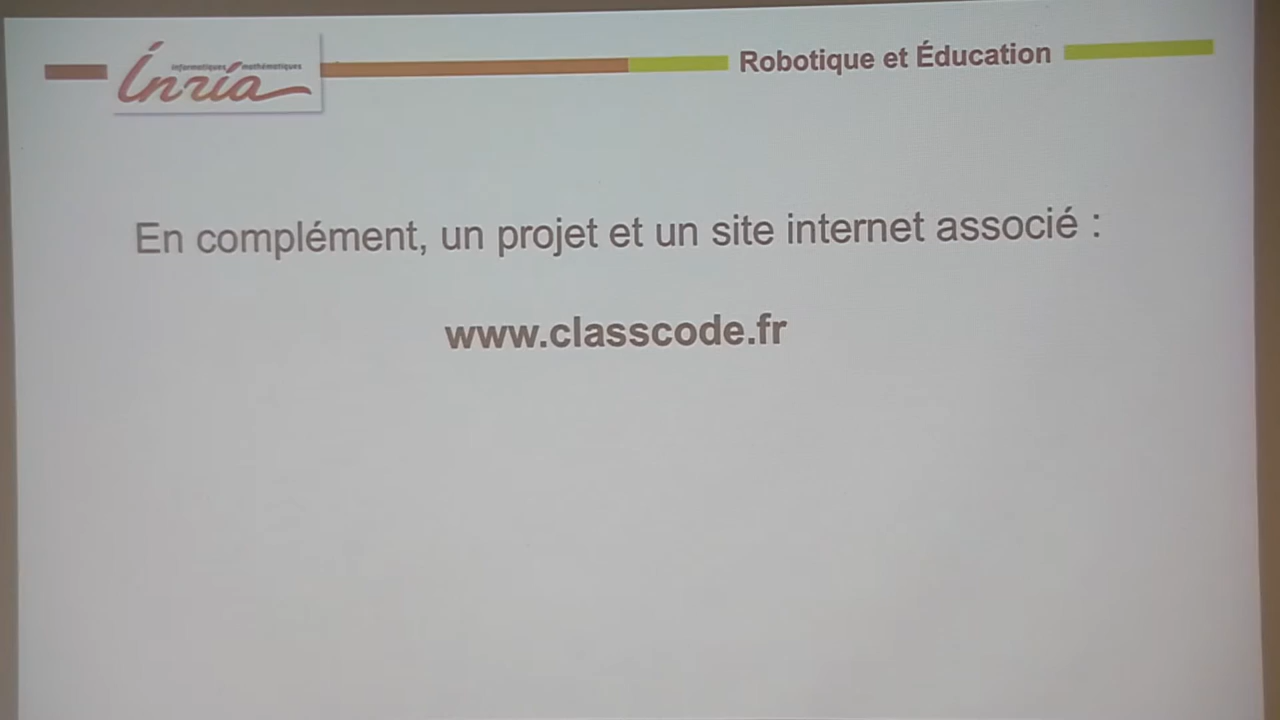 informatiques mathématiques
Inria
Robotique et Éducation
En complément, un projet et un site internet associé :
www.classcode.fr